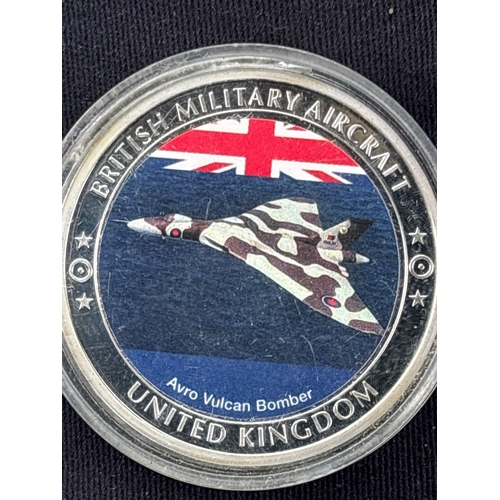 BRITISH MILITARY AIRCRAFT
Avro Vulcan Bomber
UNITED KINGDOM